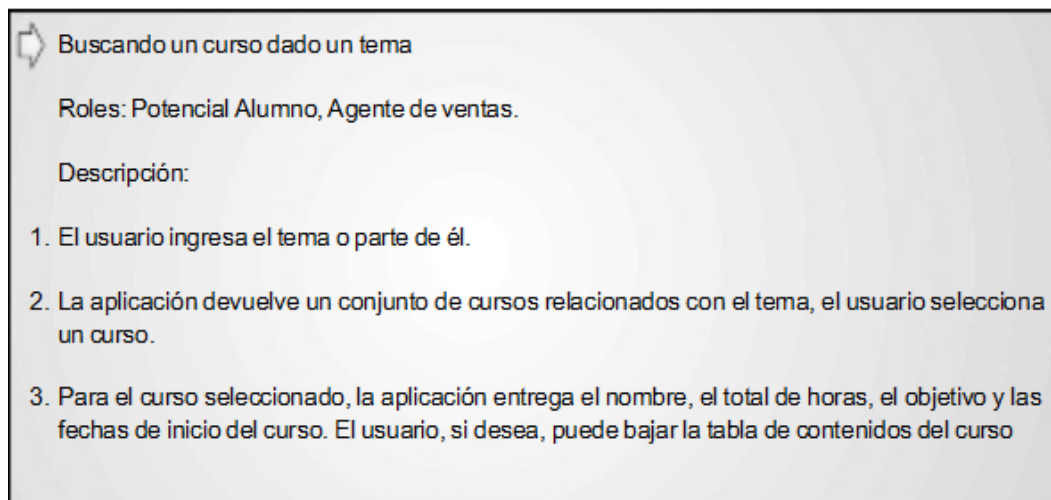 Buscando un curso dado un tema
Roles: Potencial Alumno, Agente de ventas.
Descripción:
1. El usuario ingresa el tema o parte de él.
2. La aplicación devuelve un conjunto de cursos relacionados con el tema, el usuario selecciona
un curso.
3. Para el curso seleccionado, la aplicación entrega el nombre, el total de horas, el objetivo y las
fechas de inicio del curso. El usuario, si desea, puede bajar la tabla de contenidos del curso